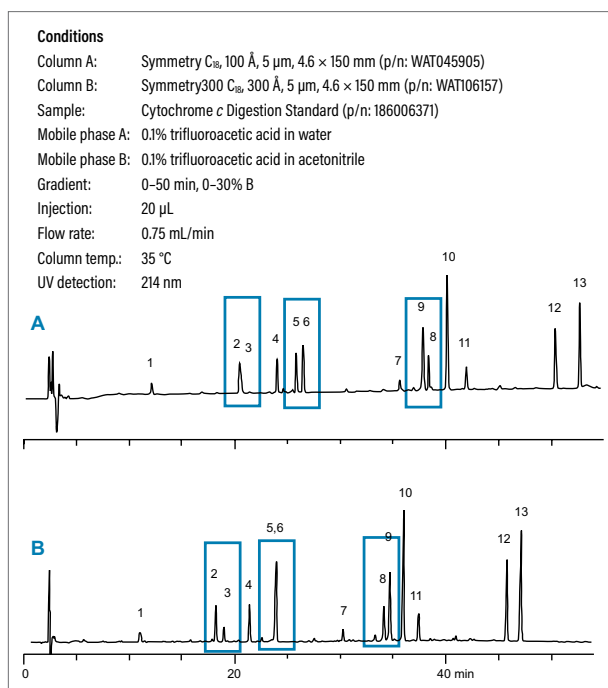 Conditions
Column A: Symmetry C₁₈, 100 Å, 5 µm, 4.6 × 150 mm (p/n: WAT045905)
Column B: Symmetry300 C₁₈, 300 Å, 5 µm, 4.6 × 150 mm (p/n: WAT106157)
Sample: Cytochrome c Digestion Standard (p/n: 186006371)
Mobile phase A: 0.1% trifluoroacetic acid in water
Mobile phase B: 0.1% trifluoroacetic acid in acetonitrile
Gradient: 0–50 min, 0–30% B
Injection: 20 µL
Flow rate: 0.75 mL/min
Column temp.: 35 °C
UV detection: 214 nm
A
1
2
3
4
5 6
7
9
8
10
11
12
13
B
1
2
3
4
5,6
7
8
9
10
11
12
13
0 20 40 min